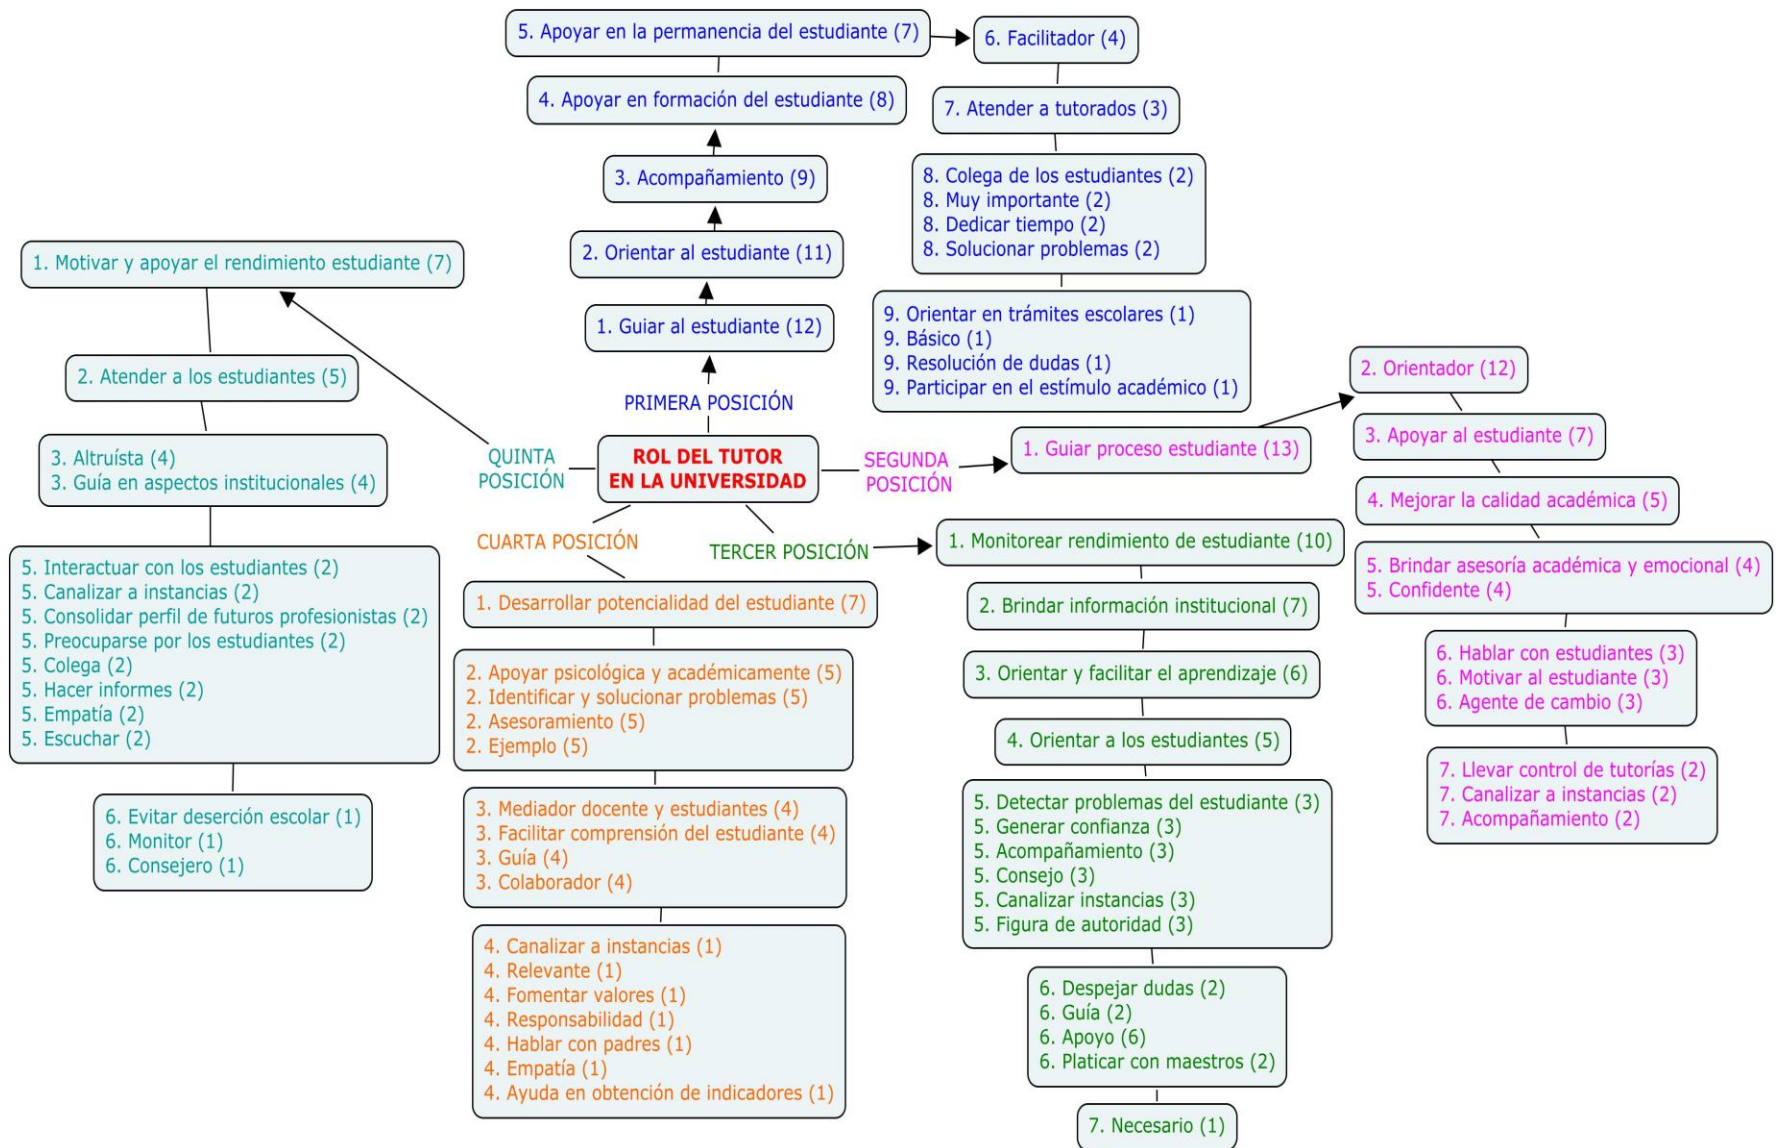 ROL DEL TUTOR
EN LA UNIVERSIDAD
PRIMERA POSICIÓN
1. Guiar al estudiante (12)
2. Orientar al estudiante (11)
3. Acompañamiento (9)
4. Apoyar en formación del estudiante (8)
5. Apoyar en la permanencia del estudiante (7)
6. Facilitador (4)
7. Atender a tutorados (3)
8. Colega de los estudiantes (2)
8. Muy importante (2)
8. Dedicar tiempo (2)
8. Solucionar problemas (2)
9. Orientar en trámites escolares (1)
9. Básico (1)
9. Resolución de dudas (1)
9. Participar en el estímulo académico (1)
SEGUNDA
POSICIÓN
1. Guiar proceso estudiante (13)
2. Orientador (12)
3. Apoyar al estudiante (7)
4. Mejorar la calidad académica (5)
5. Brindar asesoría académica y emocional (4)
5. Confidente (4)
6. Hablar con estudiantes (3)
6. Motivar al estudiante (3)
6. Agente de cambio (3)
7. Llevar control de tutorías (2)
7. Canalizar a instancias (2)
7. Acompañamiento (2)
TERCER POSICIÓN
1. Monitorear rendimiento de estudiante (10)
2. Brindar información institucional (7)
3. Orientar y facilitar el aprendizaje (6)
4. Orientar a los estudiantes (5)
5. Detectar problemas del estudiante (3)
5. Generar confianza (3)
5. Acompañamiento (3)
5. Consejo (3)
5. Canalizar instancias (3)
5. Figura de autoridad (3)
6. Despejar dudas (2)
6. Guía (2)
6. Apoyo (6)
6. Platicar con maestros (2)
7. Necesario (1)
CUARTA POSICIÓN
1. Desarrollar potencialidad del estudiante (7)
2. Apoyar psicológica y académicamente (5)
2. Identificar y solucionar problemas (5)
2. Asesoramiento (5)
2. Ejemplo (5)
3. Mediador docente y estudiantes (4)
3. Facilitar comprensión del estudiante (4)
3. Guía (4)
3. Colaborador (4)
4. Canalizar a instancias (1)
4. Relevante (1)
4. Fomentar valores (1)
4. Responsabilidad (1)
4. Hablar con padres (1)
4. Empatía (1)
4. Ayuda en obtención de indicadores (1)
QUINTA
POSICIÓN
1. Motivar y apoyar el rendimiento estudiante (7)
2. Atender a los estudiantes (5)
3. Altruísta (4)
3. Guía en aspectos institucionales (4)
5. Interactuar con los estudiantes (2)
5. Canalizar a instancias (2)
5. Consolidar perfil de futuros profesionistas (2)
5. Preocuparse por los estudiantes (2)
5. Colega (2)
5. Hacer informes (2)
5. Empatía (2)
5. Escuchar (2)
6. Evitar deserción escolar (1)
6. Monitor (1)
6. Consejero (1)